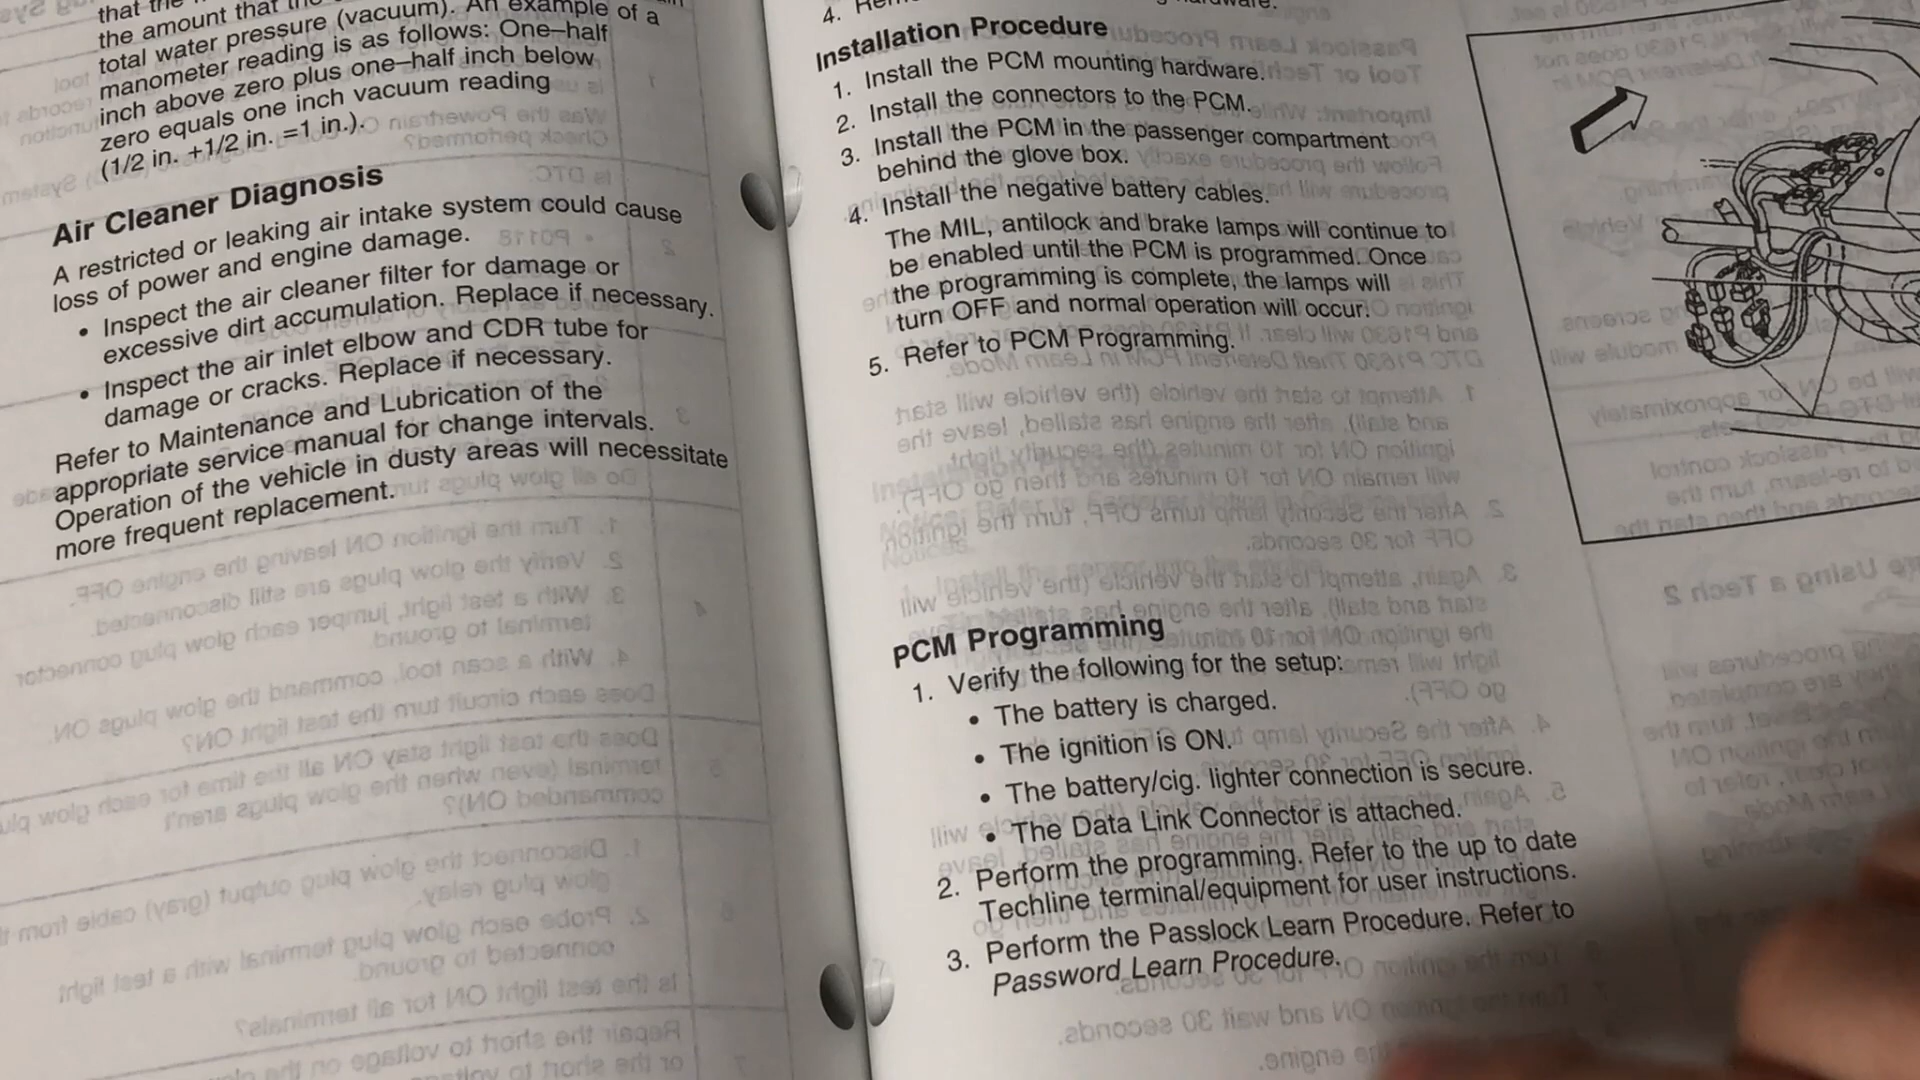 that the
the amount that the
total water pressure (vacuum). An example of a
manometer reading is as follows: One–half
inch above zero plus one–half inch below
zero equals one inch vacuum reading
(1/2 in. +1/2 in. =1 in.).
Air Cleaner Diagnosis
A restricted or leaking air intake system could cause
loss of power and engine damage.
• Inspect the air cleaner filter for damage or
excessive dirt accumulation. Replace if necessary.
• Inspect the air inlet elbow and CDR tube for
damage or cracks. Replace if necessary.
Refer to Maintenance and Lubrication of the
appropriate service manual for change intervals.
Operation of the vehicle in dusty areas will necessitate
more frequent replacement.
4. hardware.
Installation Procedure
1. Install the PCM mounting hardware.
2. Install the connectors to the PCM.
3. Install the PCM in the passenger compartment
behind the glove box.
4. Install the negative battery cables.
The MIL, antilock and brake lamps will continue to
be enabled until the PCM is programmed. Once
the programming is complete, the lamps will
turn OFF and normal operation will occur.
5. Refer to PCM Programming.
PCM Programming
1. Verify the following for the setup:
• The battery is charged.
• The ignition is ON.
• The battery/cig. lighter connection is secure.
• The Data Link Connector is attached.
2. Perform the programming. Refer to the up to date
Techline terminal/equipment for user instructions.
3. Perform the Passlock Learn Procedure. Refer to
Password Learn Procedure.